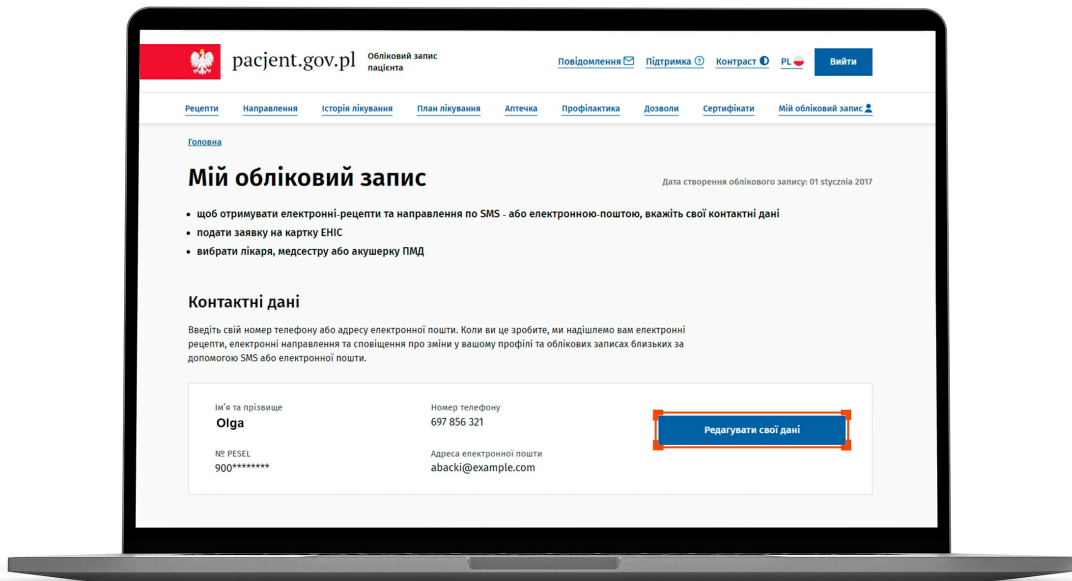 pacjent.gov.pl
Обліковий запис
пацієнта
Повідомлення
Підтримка ?
Контраст
PL
Вийти
Рецепти
Направлення
Історія лікування
План лікування
Аптечка
Профілактика
Дозволи
Сертифікати
Мій обліковий запис
Головна
Мій обліковий запис
Дата створення облікового запису: 01 stycznia 2017
• щоб отримувати електронні-рецепти та направлення по SMS - або електронною-поштою, вкажіть свої контактні дані
• подати заявку на картку ЕНІС
• вибрати лікаря, медсестру або акушерку ПМД
Контактні дані
Введіть свій номер телефону або адресу електронної пошти. Коли ви це зробите, ми надішлемо вам електронні
рецепти, електронні направлення та сповіщення про зміни у вашому профілі та облікових записах близьких за
допомогою SMS або електронної пошти.
Ім'я та прізвище
Olga
Номер телефону
697 856 321
Редагувати свої дані
№ PESEL
900********
Адреса електронної пошти
abacki@example.com